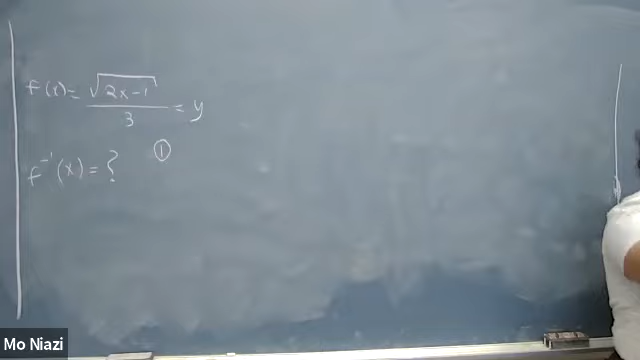 f(x) = √(2x-1) / 3 = y
f⁻¹(x) = ? ①
Mo Niazi